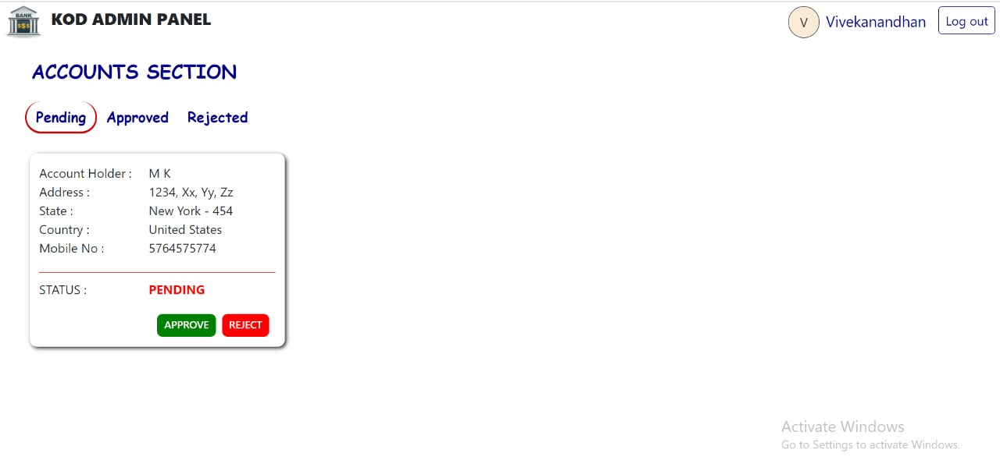 BANK
$$$
KOD ADMIN PANEL
V Vivekanandhan Log out
ACCOUNTS SECTION
Pending Approved Rejected
Account Holder : M K
Address : 1234, Xx, Yy, Zz
State : New York - 454
Country : United States
Mobile No : 5764575774
STATUS : PENDING
APPROVE REJECT
Activate Windows
Go to Settings to activate Windows.